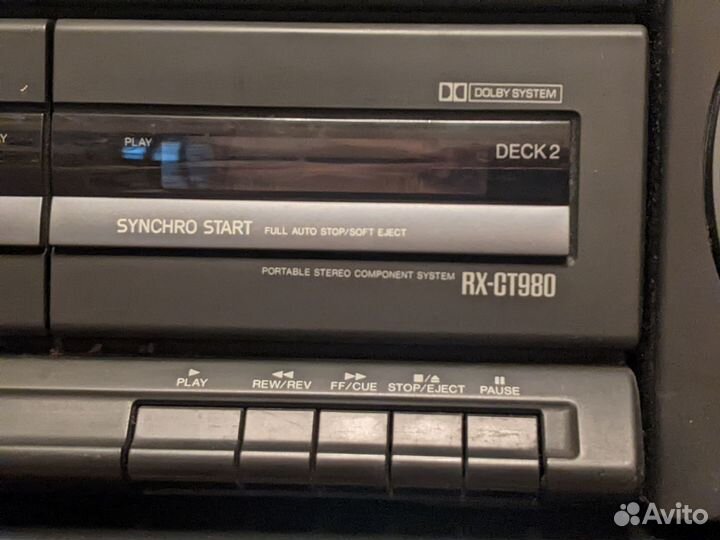 DOLBY SYSTEM
PLAY
DECK 2
SYNCHRO START FULL AUTO STOP/SOFT EJECT
PORTABLE STEREO COMPONENT SYSTEM RX-CT980
PLAY REW/REV FF/CUE STOP/EJECT PAUSE
Avito